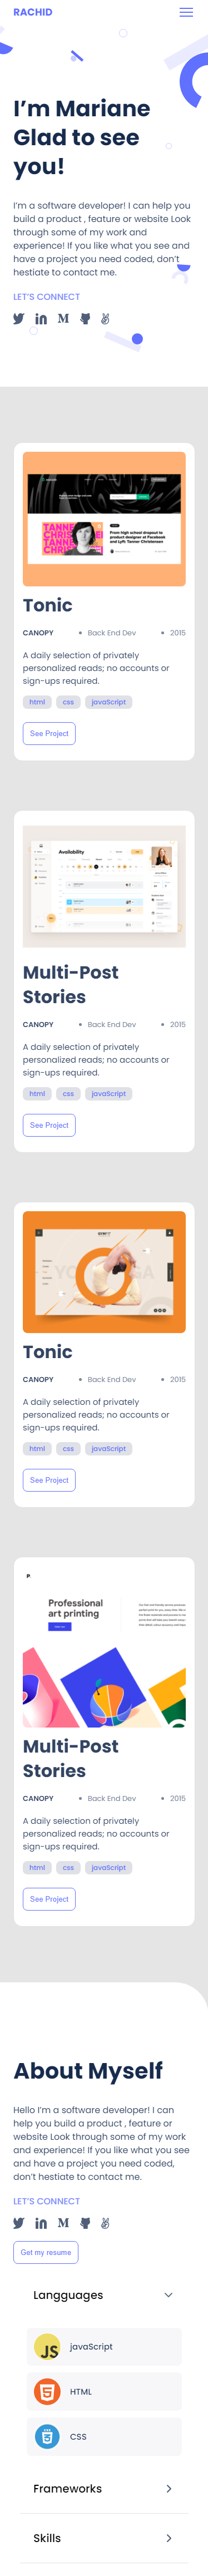 RACHID
I'm Mariane
Glad to see
you!
I'm a software developer! I can help you
build a product , feature or website Look
through some of my work and
experience! If you like what you see and
have a project you need coded, don't
hestiate to contact me.
LET'S CONNECT
Tonic
CANOPY • Back End Dev • 2015
A daily selection of privately
personalized reads; no accounts or
sign-ups required.
html css javaScript
See Project
Availability
Multi-Post
Stories
CANOPY • Back End Dev • 2015
A daily selection of privately
personalized reads; no accounts or
sign-ups required.
html css javaScript
See Project
Tonic
CANOPY • Back End Dev • 2015
A daily selection of privately
personalized reads; no accounts or
sign-ups required.
html css javaScript
See Project
Professional
art printing
Multi-Post
Stories
CANOPY • Back End Dev • 2015
A daily selection of privately
personalized reads; no accounts or
sign-ups required.
html css javaScript
See Project
About Myself
Hello I'm a software developer! I can
help you build a product , feature or
website Look through some of my work
and experience! If you like what you see
and have a project you need coded,
don't hestiate to contact me.
LET'S CONNECT
Get my resume
Langguages
JS javaScript
HTML
CSS
Frameworks
Skills